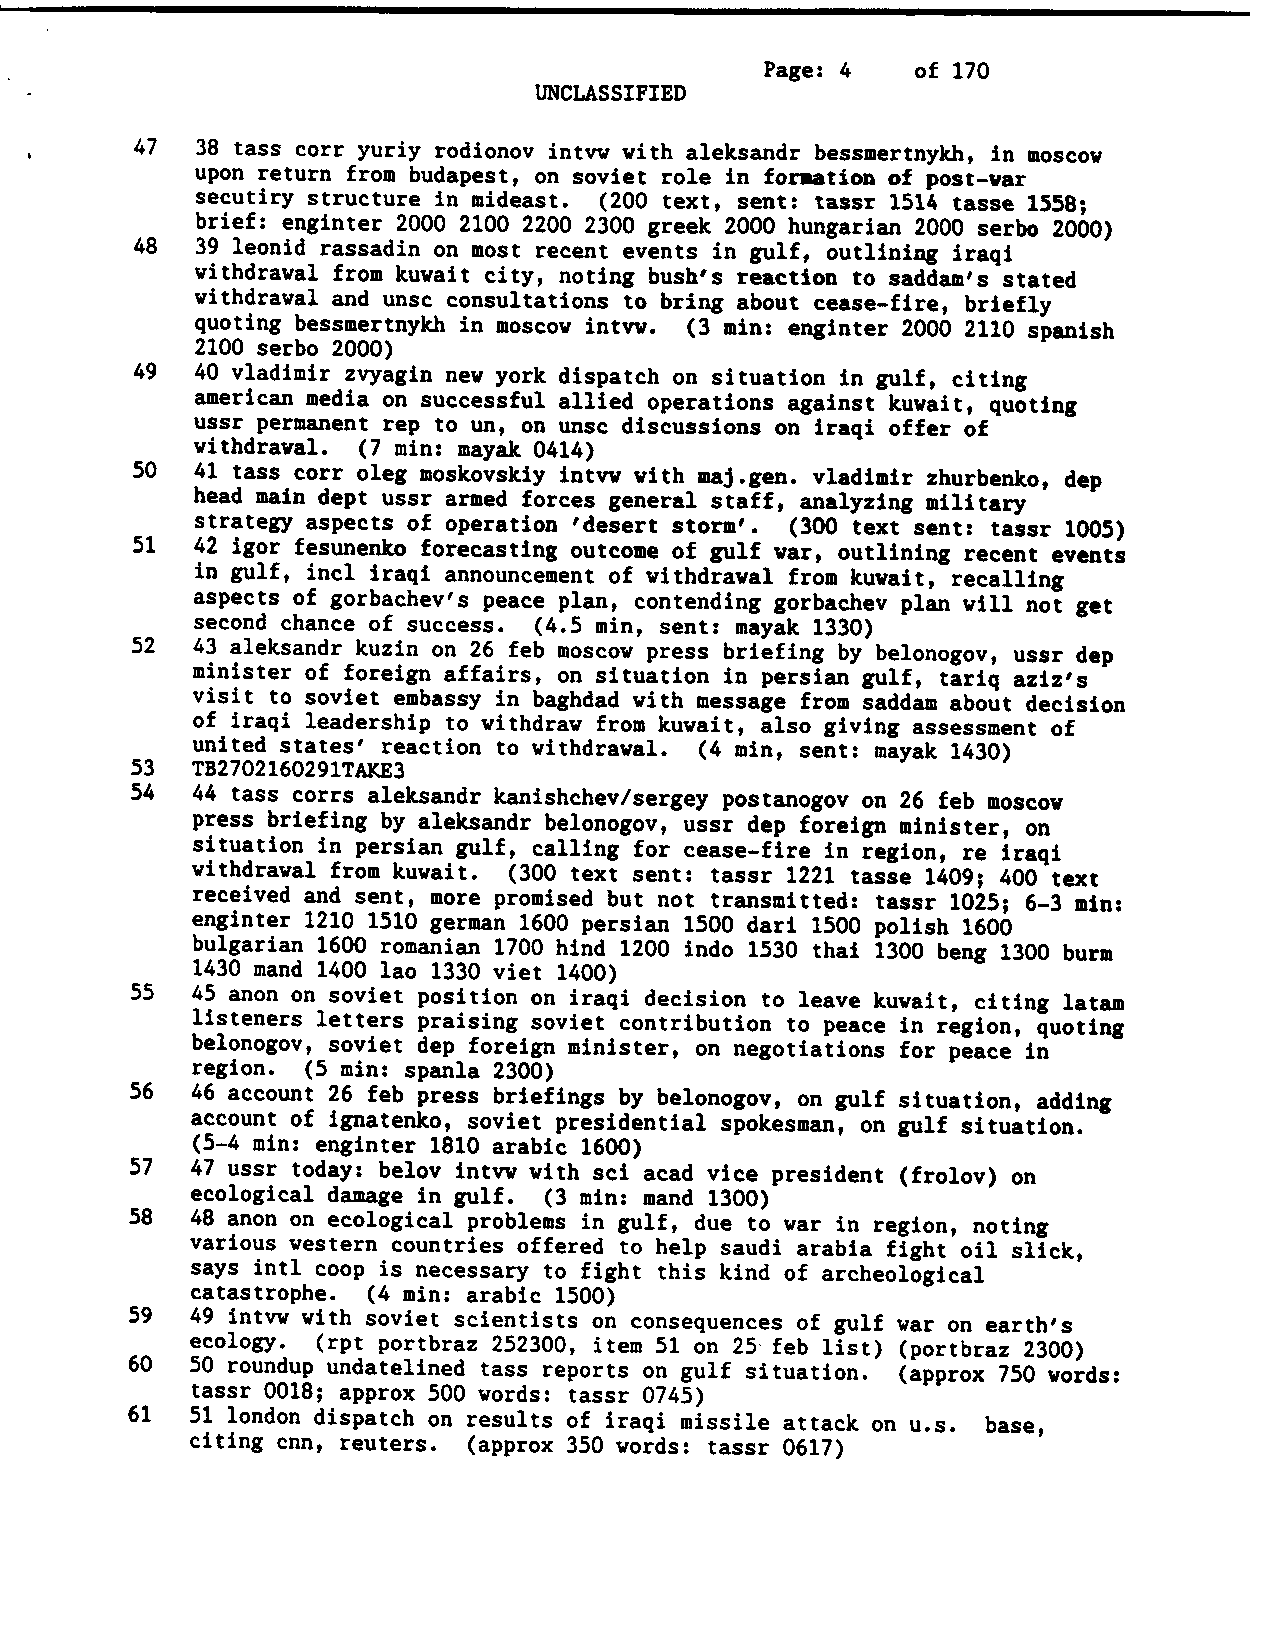 Page: 4 of 170
UNCLASSIFIED
47 38 tass corr yuriy rodionov intvw with aleksandr bessmertnykh, in moscow
upon return from budapest, on soviet role in formation of post-war
secutiry structure in mideast. (200 text, sent: tassr 1514 tasse 1558;
brief: enginter 2000 2100 2200 2300 greek 2000 hungarian 2000 serbo 2000)
48 39 leonid rassadin on most recent events in gulf, outlining iraqi
withdrawal from kuwait city, noting bush's reaction to saddam's stated
withdrawal and unsc consultations to bring about cease-fire, briefly
quoting bessmertnykh in moscow intvw. (3 min: enginter 2000 2110 spanish
2100 serbo 2000)
49 40 vladimir zvyagin new york dispatch on situation in gulf, citing
american media on successful allied operations against kuwait, quoting
ussr permanent rep to un, on unsc discussions on iraqi offer of
withdrawal. (7 min: mayak 0414)
50 41 tass corr oleg moskovskiy intvw with maj.gen. vladimir zhurbenko, dep
head main dept ussr armed forces general staff, analyzing military
strategy aspects of operation 'desert storm'. (300 text sent: tassr 1005)
51 42 igor fesunenko forecasting outcome of gulf war, outlining recent events
in gulf, incl iraqi announcement of withdrawal from kuwait, recalling
aspects of gorbachev's peace plan, contending gorbachev plan will not get
second chance of success. (4.5 min, sent: mayak 1330)
52 43 aleksandr kuzin on 26 feb moscow press briefing by belonogov, ussr dep
minister of foreign affairs, on situation in persian gulf, tariq aziz's
visit to soviet embassy in baghdad with message from saddam about decision
of iraqi leadership to withdraw from kuwait, also giving assessment of
united states' reaction to withdrawal. (4 min, sent: mayak 1430)
53 TB2702160291TAKE3
54 44 tass corrs aleksandr kanishchev/sergey postanogov on 26 feb moscow
press briefing by aleksandr belonogov, ussr dep foreign minister, on
situation in persian gulf, calling for cease-fire in region, re iraqi
withdrawal from kuwait. (300 text sent: tassr 1221 tasse 1409; 400 text
received and sent, more promised but not transmitted: tassr 1025; 6-3 min:
enginter 1210 1510 german 1600 persian 1500 dari 1500 polish 1600
bulgarian 1600 romanian 1700 hind 1200 indo 1530 thai 1300 beng 1300 burm
1430 mand 1400 lao 1330 viet 1400)
55 45 anon on soviet position on iraqi decision to leave kuwait, citing latam
listeners letters praising soviet contribution to peace in region, quoting
belonogov, soviet dep foreign minister, on negotiations for peace in
region. (5 min: spanla 2300)
56 46 account 26 feb press briefings by belonogov, on gulf situation, adding
account of ignatenko, soviet presidential spokesman, on gulf situation.
(5-4 min: enginter 1810 arabic 1600)
57 47 ussr today: belov intvw with sci acad vice president (frolov) on
ecological damage in gulf. (3 min: mand 1300)
58 48 anon on ecological problems in gulf, due to war in region, noting
various western countries offered to help saudi arabia fight oil slick,
says intl coop is necessary to fight this kind of archeological
catastrophe. (4 min: arabic 1500)
59 49 intvw with soviet scientists on consequences of gulf war on earth's
ecology. (rpt portbraz 252300, item 51 on 25 feb list) (portbraz 2300)
60 50 roundup undatelined tass reports on gulf situation. (approx 750 words:
tassr 0018; approx 500 words: tassr 0745)
61 51 london dispatch on results of iraqi missile attack on u.s. base,
citing cnn, reuters. (approx 350 words: tassr 0617)